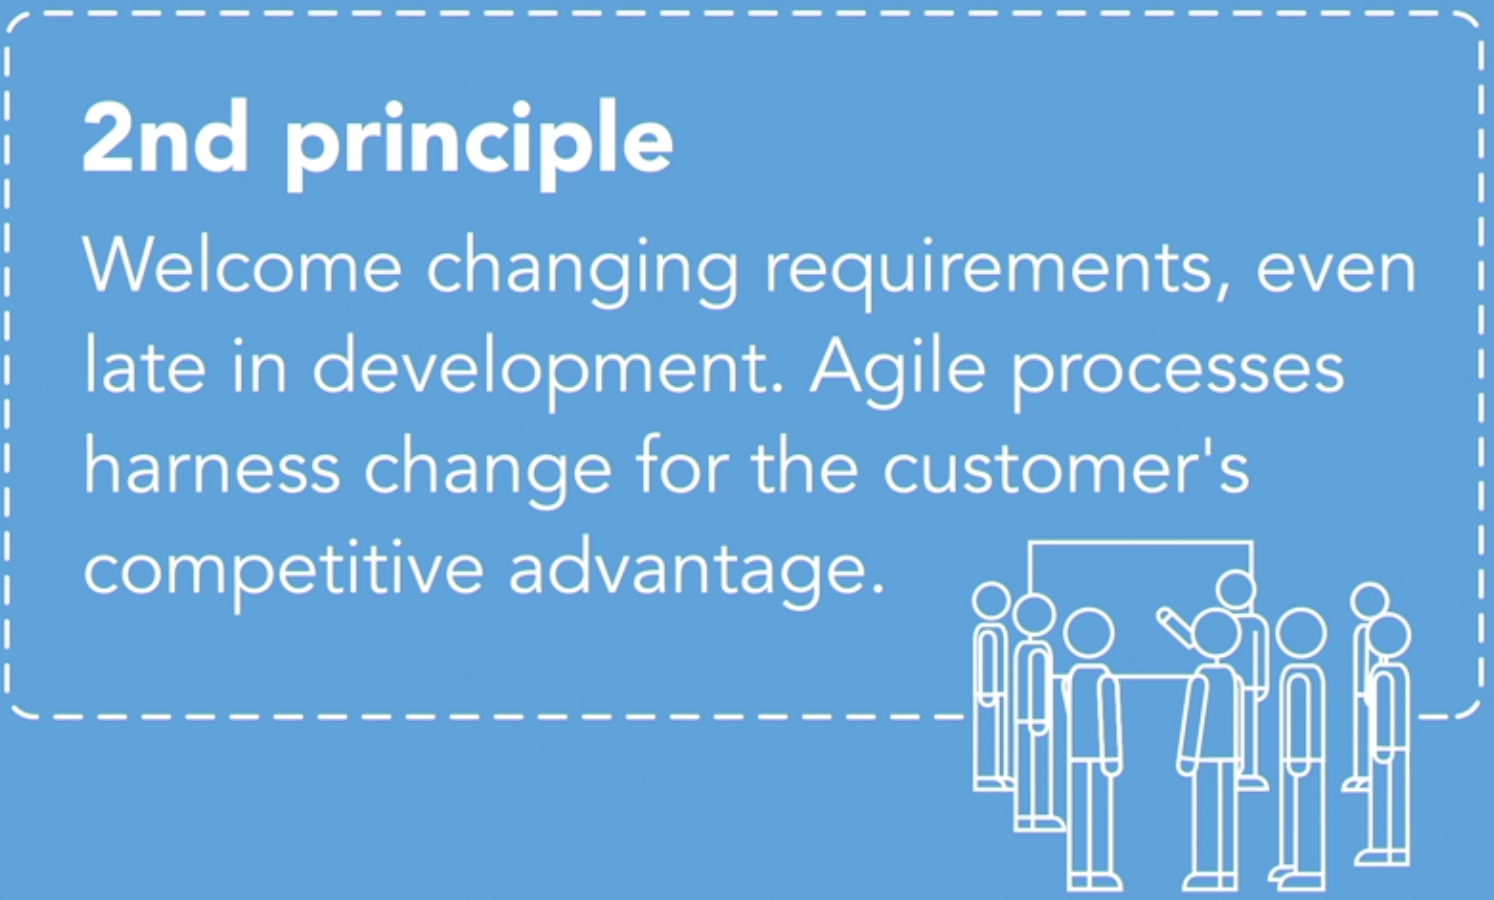 2nd principle
Welcome changing requirements, even
late in development. Agile processes
harness change for the customer's
competitive advantage.